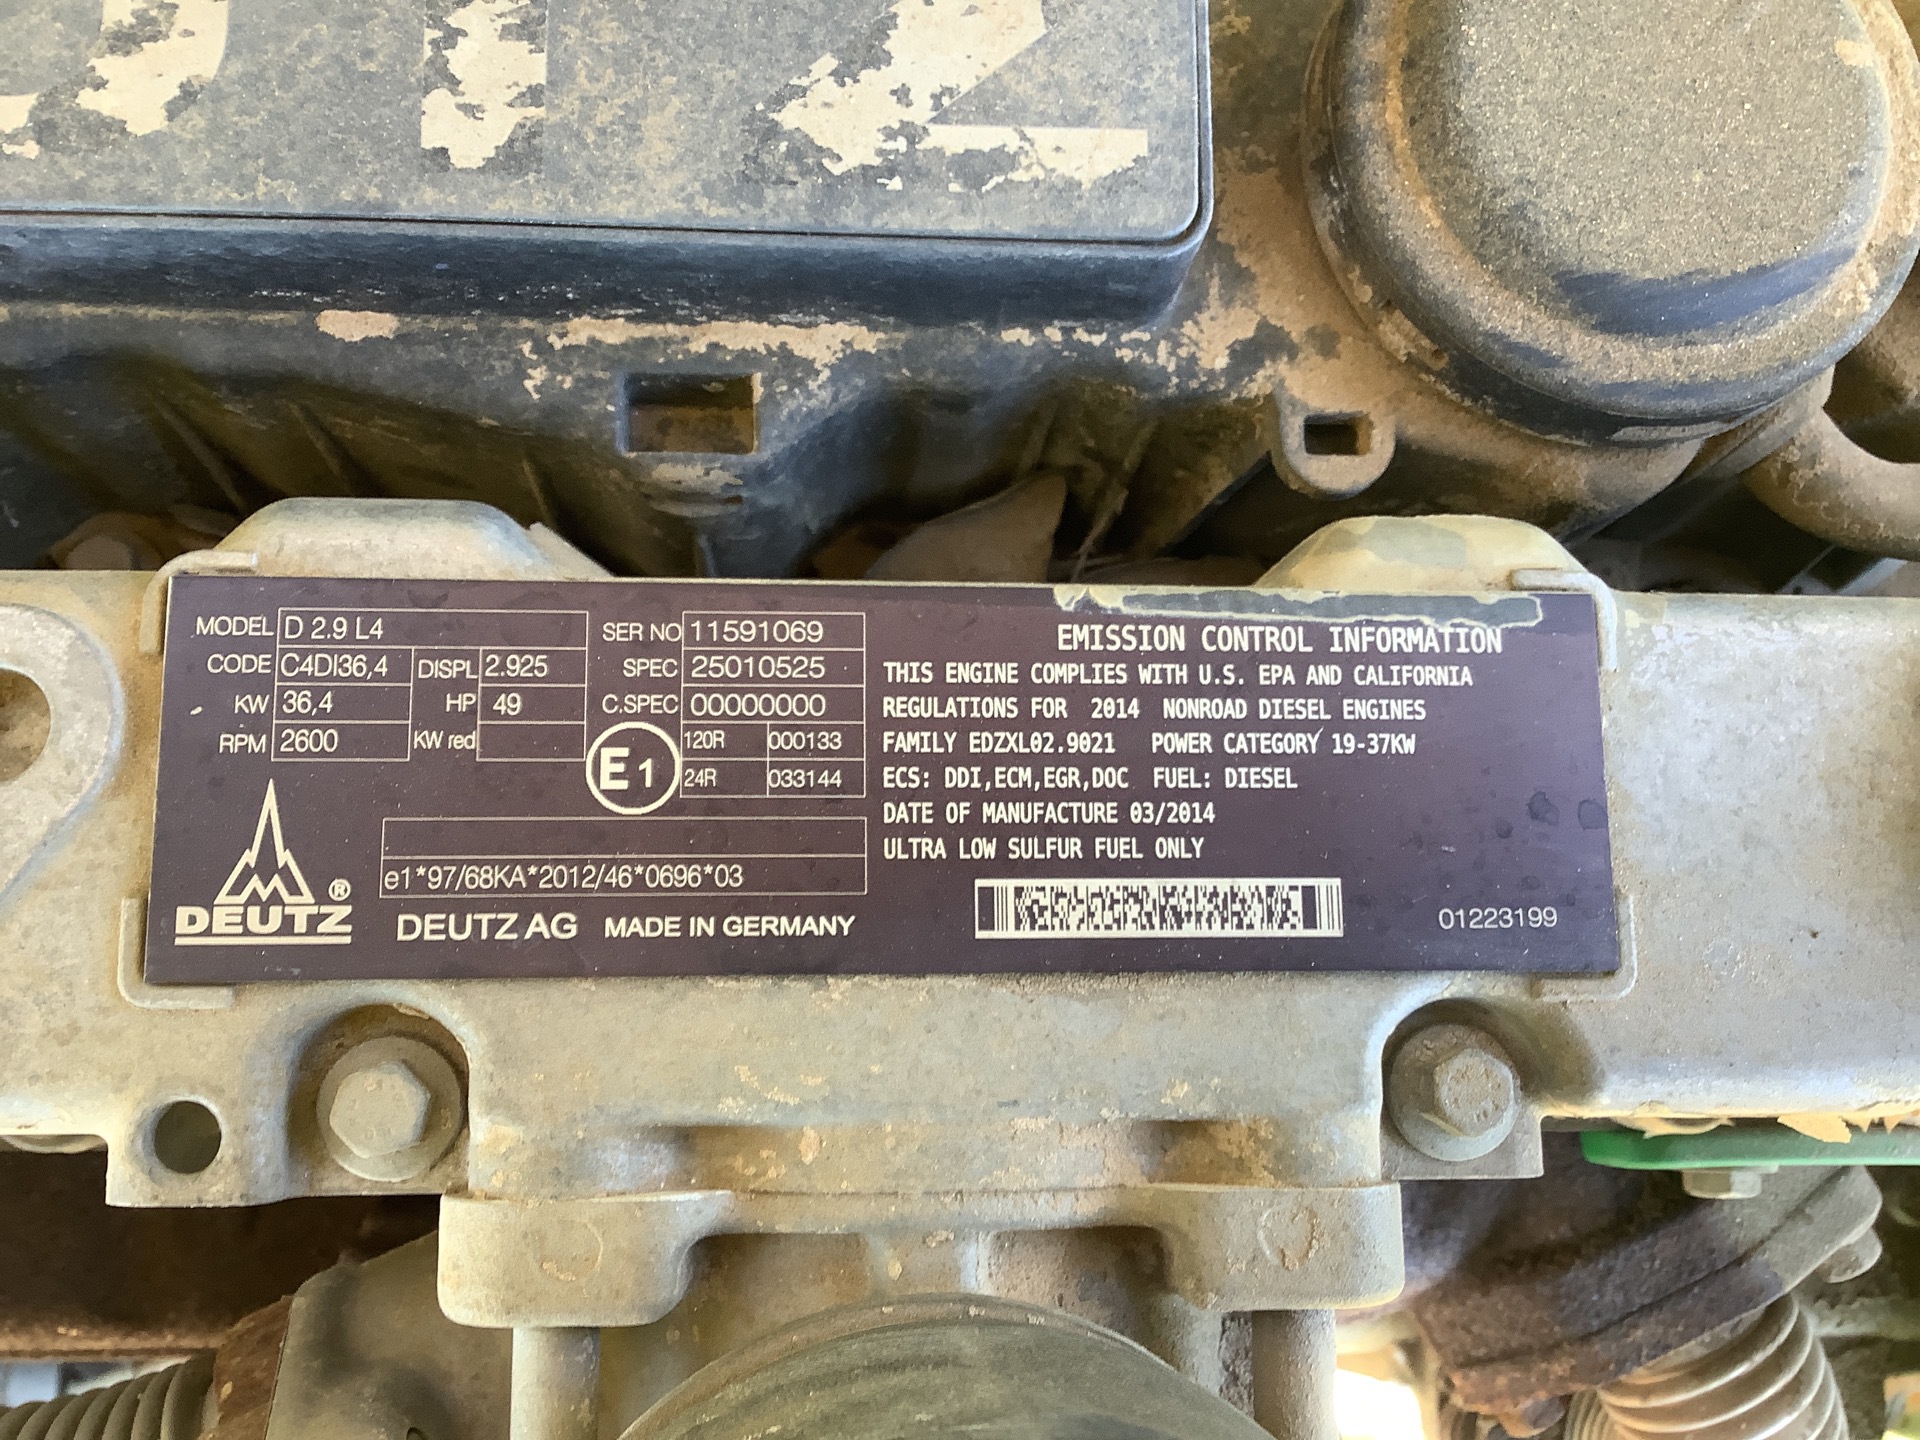 MODEL D 2.9 L4
CODE C4DI36,4 DISPL 2.925
KW 36,4 HP 49
RPM 2600 KW red
SER NO 11591069
SPEC 25010525
C.SPEC 00000000
E1 120R 000133
24R 033144
e1*97/68KA*2012/46*0696*03
DEUTZ ®
DEUTZ AG MADE IN GERMANY
EMISSION CONTROL INFORMATION
THIS ENGINE COMPLIES WITH U.S. EPA AND CALIFORNIA
REGULATIONS FOR 2014 NONROAD DIESEL ENGINES
FAMILY EDZXL02.9021 POWER CATEGORY 19-37KW
ECS: DDI,ECM,EGR,DOC FUEL: DIESEL
DATE OF MANUFACTURE 03/2014
ULTRA LOW SULFUR FUEL ONLY
01223199